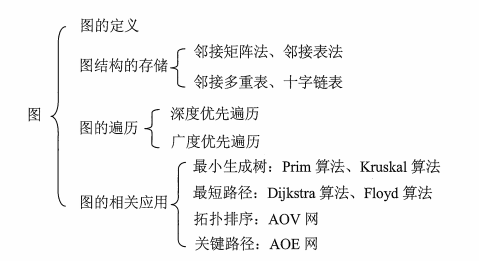 图
图的定义
图结构的存储
邻接矩阵法、邻接表法
邻接多重表、十字链表
图的遍历
深度优先遍历
广度优先遍历
图的相关应用
最小生成树：Prim 算法、Kruskal 算法
最短路径：Dijkstra 算法、Floyd 算法
拓扑排序：AOV 网
关键路径：AOE 网